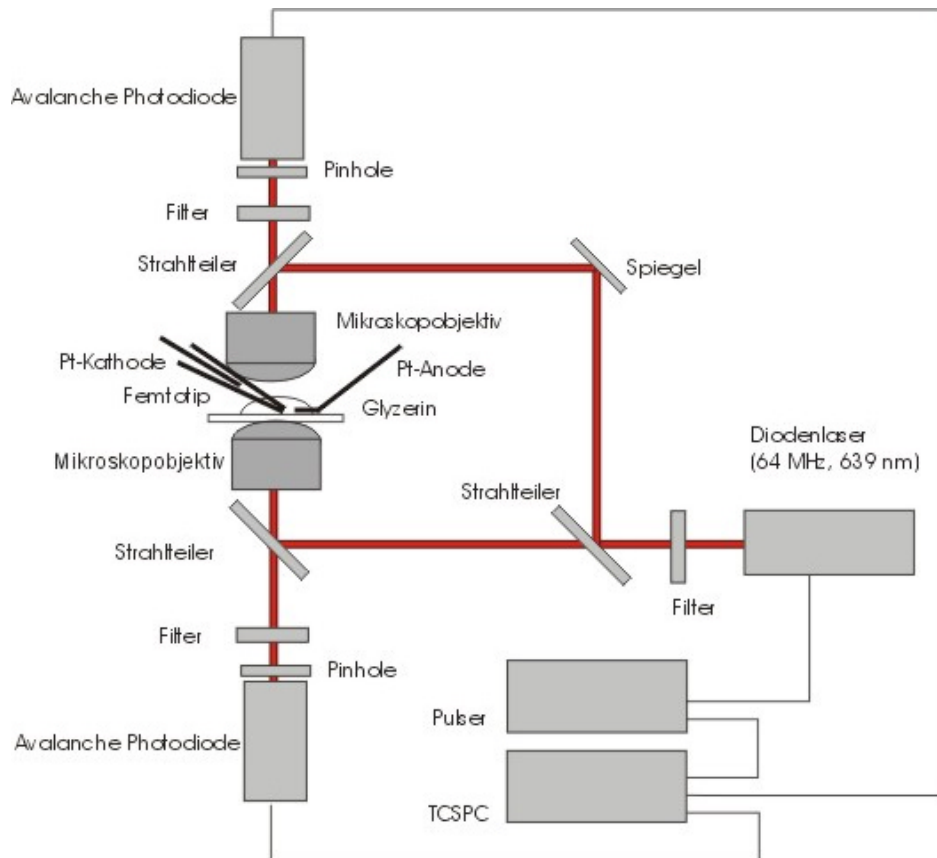 Avalanche Photodiode
Pinhole
Filter
Strahlteiler
Spiegel
Mikroskopobjektiv
Pt-Kathode
Pt-Anode
Femtotip
Glyzerin
Mikroskopobjektiv
Diodenlaser
(64 MHz, 639 nm)
Strahlteiler
Strahlteiler
Filter
Filter
Pinhole
Pulser
Avalanche Photodiode
TCSPC